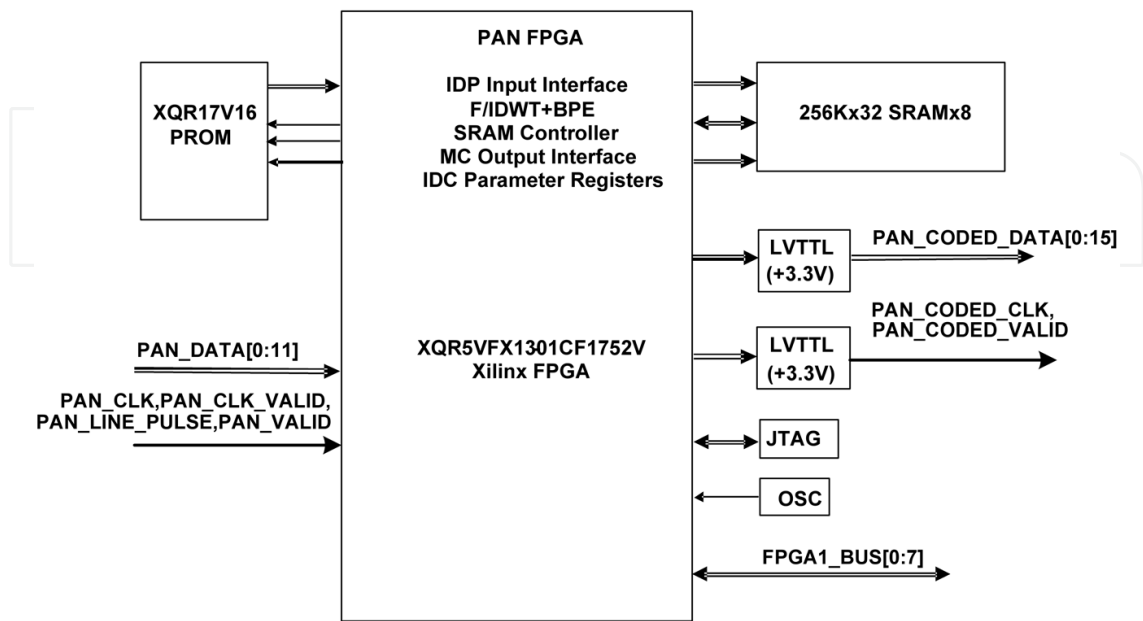 PAN FPGA
IDP Input Interface
F/IDWT+BPE
SRAM Controller
MC Output Interface
IDC Parameter Registers
XQR17V16
PROM
256Kx32 SRAMx8
LVTTL
(+3.3V)
PAN_CODED_DATA[0:15]
PAN_CODED_CLK,
PAN_CODED_VALID
LVTTL
(+3.3V)
PAN_DATA[0:11]
XQR5VFX1301CF1752V
Xilinx FPGA
PAN_CLK,PAN_CLK_VALID,
PAN_LINE_PULSE,PAN_VALID
JTAG
OSC
FPGA1_BUS[0:7]